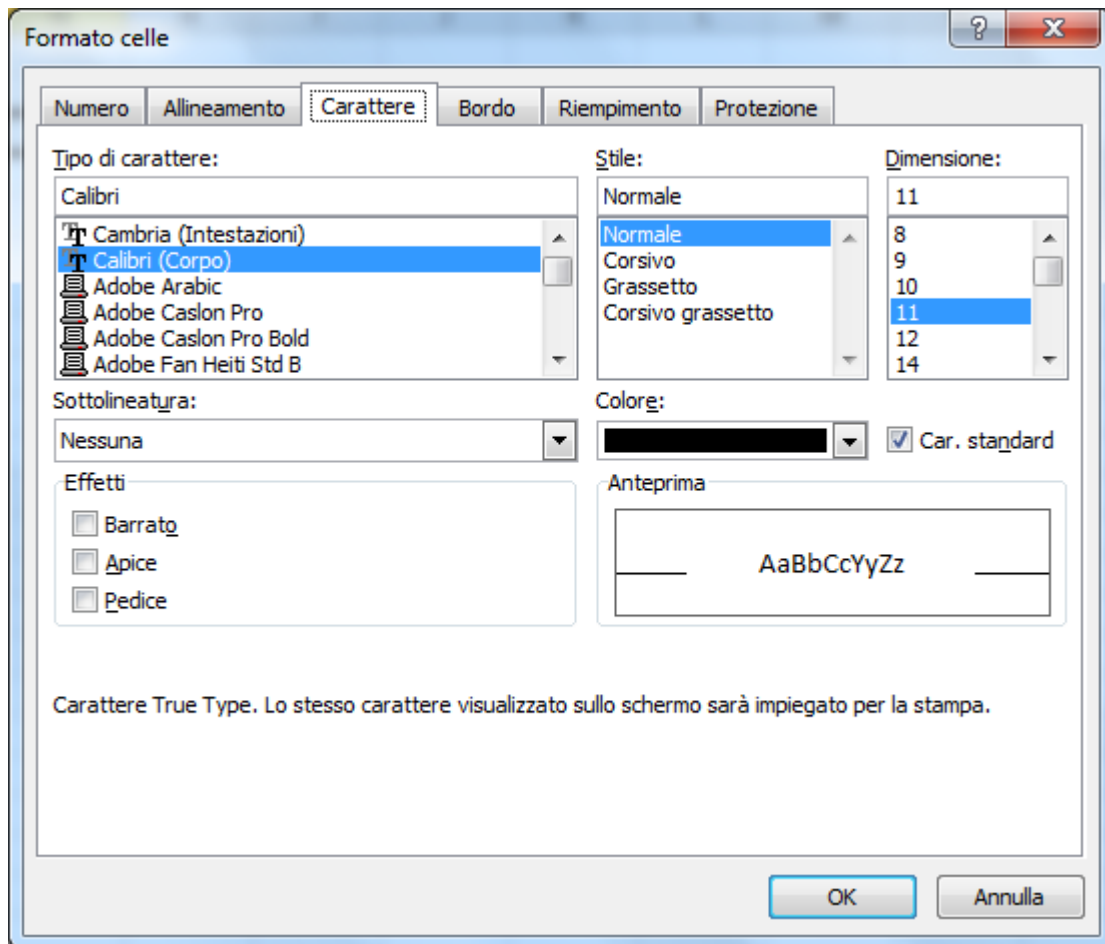 Formato celle
Numero Allineamento Carattere Bordo Riempimento Protezione
Tipo di carattere: Stile: Dimensione:
Calibri Normale 11
Cambria (Intestazioni) Normale 8
Calibri (Corpo) Corsivo 9
Adobe Arabic Grassetto 10
Adobe Caslon Pro Corsivo grassetto 11
Adobe Caslon Pro Bold 12
Adobe Fan Heiti Std B 14
Sottolineatura: Colore:
Nessuna Car. standard
Effetti Anteprima
Barrato
Apice AaBbCcYyZz
Pedice
Carattere True Type. Lo stesso carattere visualizzato sullo schermo sarà impiegato per la stampa.
OK Annulla